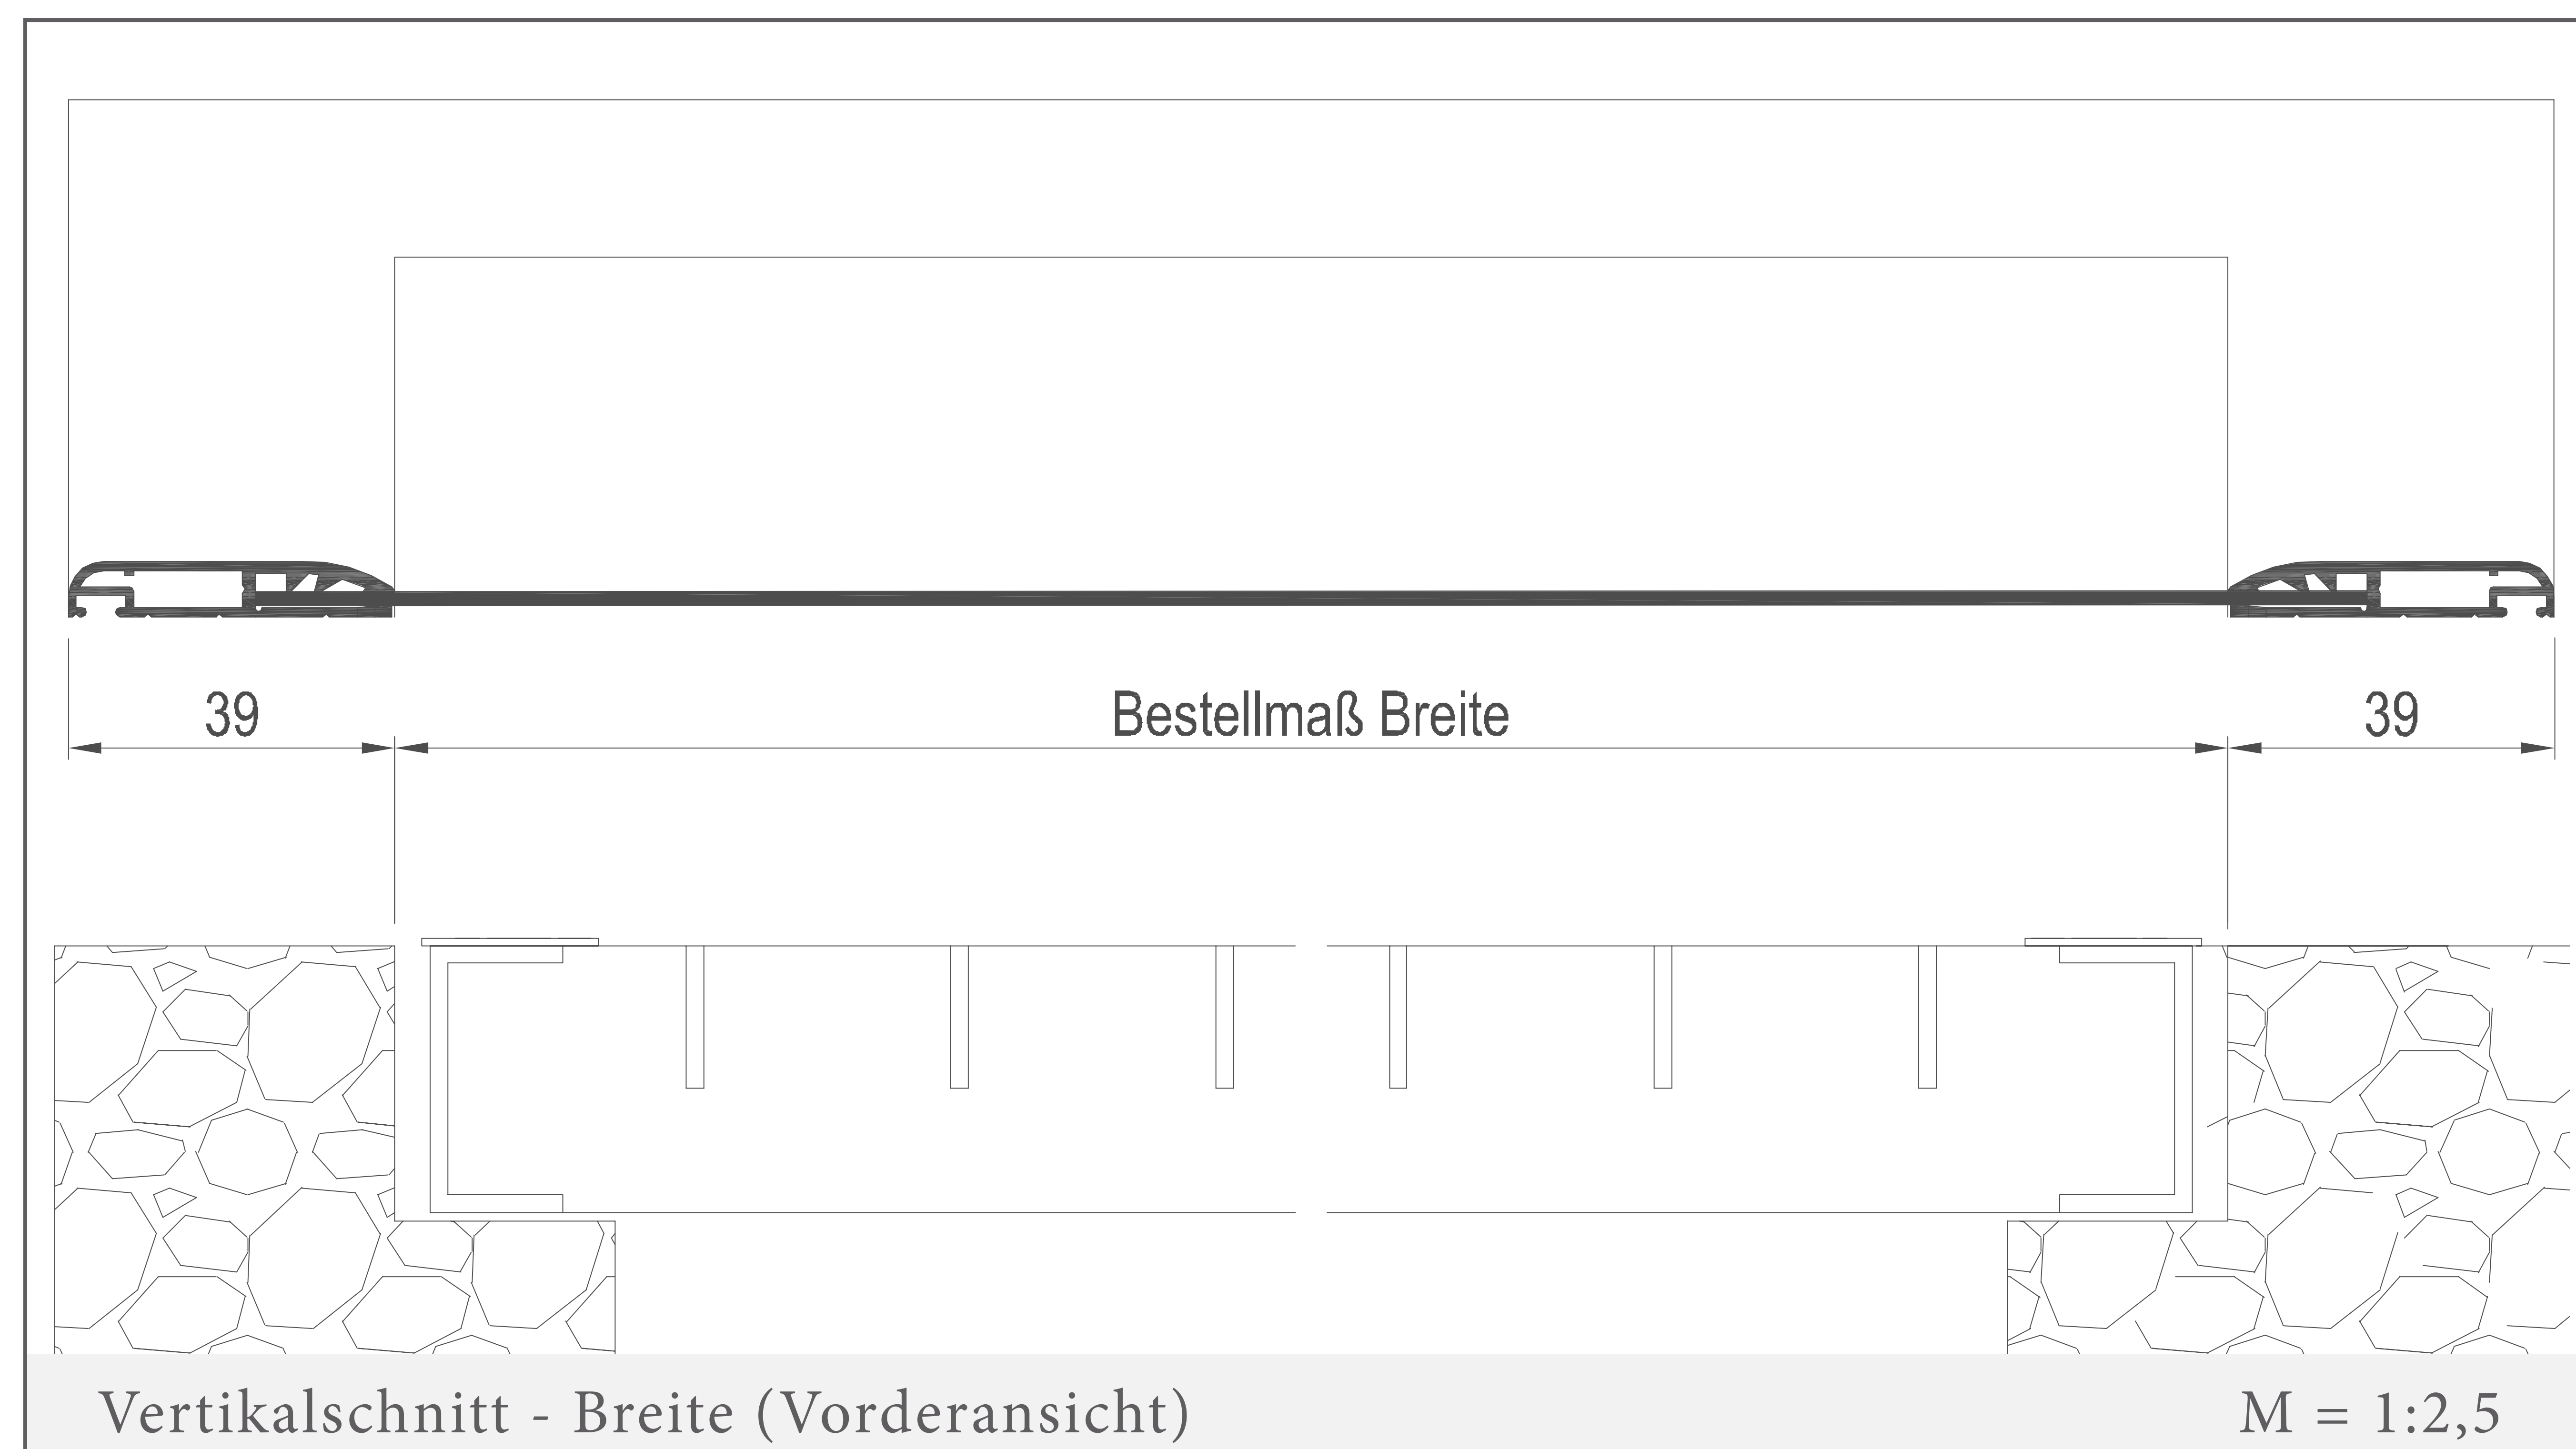 39 Bestellmaß Breite 39
Vertikalschnitt - Breite (Vorderansicht) M = 1:2,5